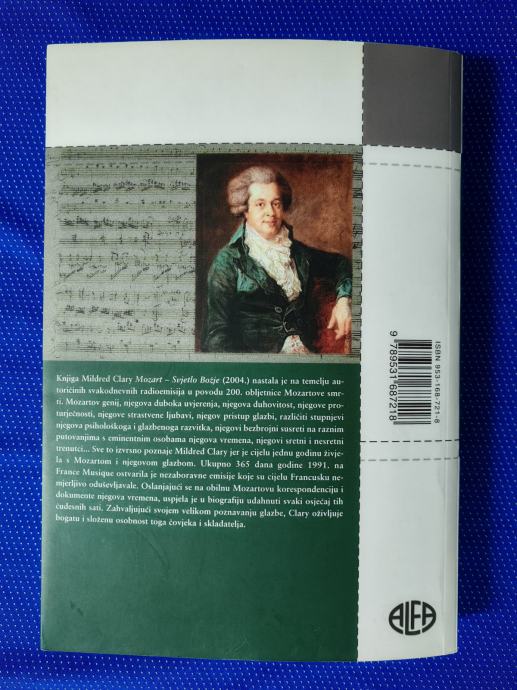 Knjiga Mildred Clary Mozart – Svjetlo Božje (2004.) nastala je na temelju au-
toričinih svakodnevnih radioemisija u povodu 200. obljetnice Mozartove smr-
ti. Mozartov genij, njegova duboka uvjerenja, njegova duhovitost, njegove pro-
turječnosti, njegove strastvene ljubavi, njegov pristup glazbi, različiti stupnjevi
njegova psihološkoga i glazbenoga razvitka, njegovi bezbrojni susreti na raznim
putovanjima s eminentnim osobama njegova vremena, njegovi sretni i nesretni
trenutci... Sve to izvrsno poznaje Mildred Clary jer je cijelu jednu godinu živje-
la s Mozartom i njegovom glazbom. Ukupno 365 dana godine 1991. na
France Musique ostvarila je nezaboravne emisije koje su cijelu Francusku ne-
mjerljivo oduševljavale. Oslanjajući se na obilnu Mozartovu korespondenciju i
dokumente njegova vremena, uspjela je u biografiju udahnuti svaki osjećaj tih
čudesnih sati. Zahvaljujući svojem velikom poznavanju glazbe, Clary oživljuje
bogatu i složenu osobnost toga čovjeka i skladatelja.
ISBN 953-168-721-8
9 789531 687218
ALFA